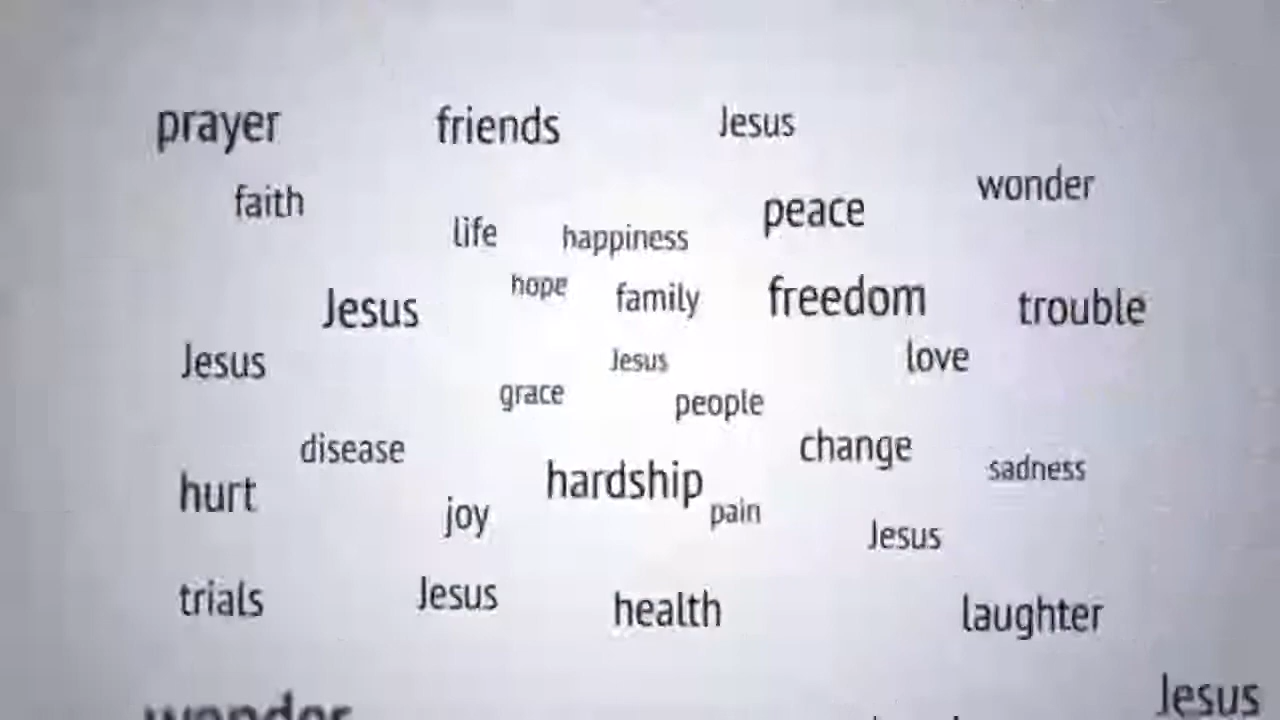 prayer friends Jesus
wonder
faith peace
life happiness
hope family freedom trouble
Jesus
Jesus Jesus love
grace people
disease change
hardship sadness
hurt joy pain
Jesus
trials Jesus health laughter
Jesus
wonder